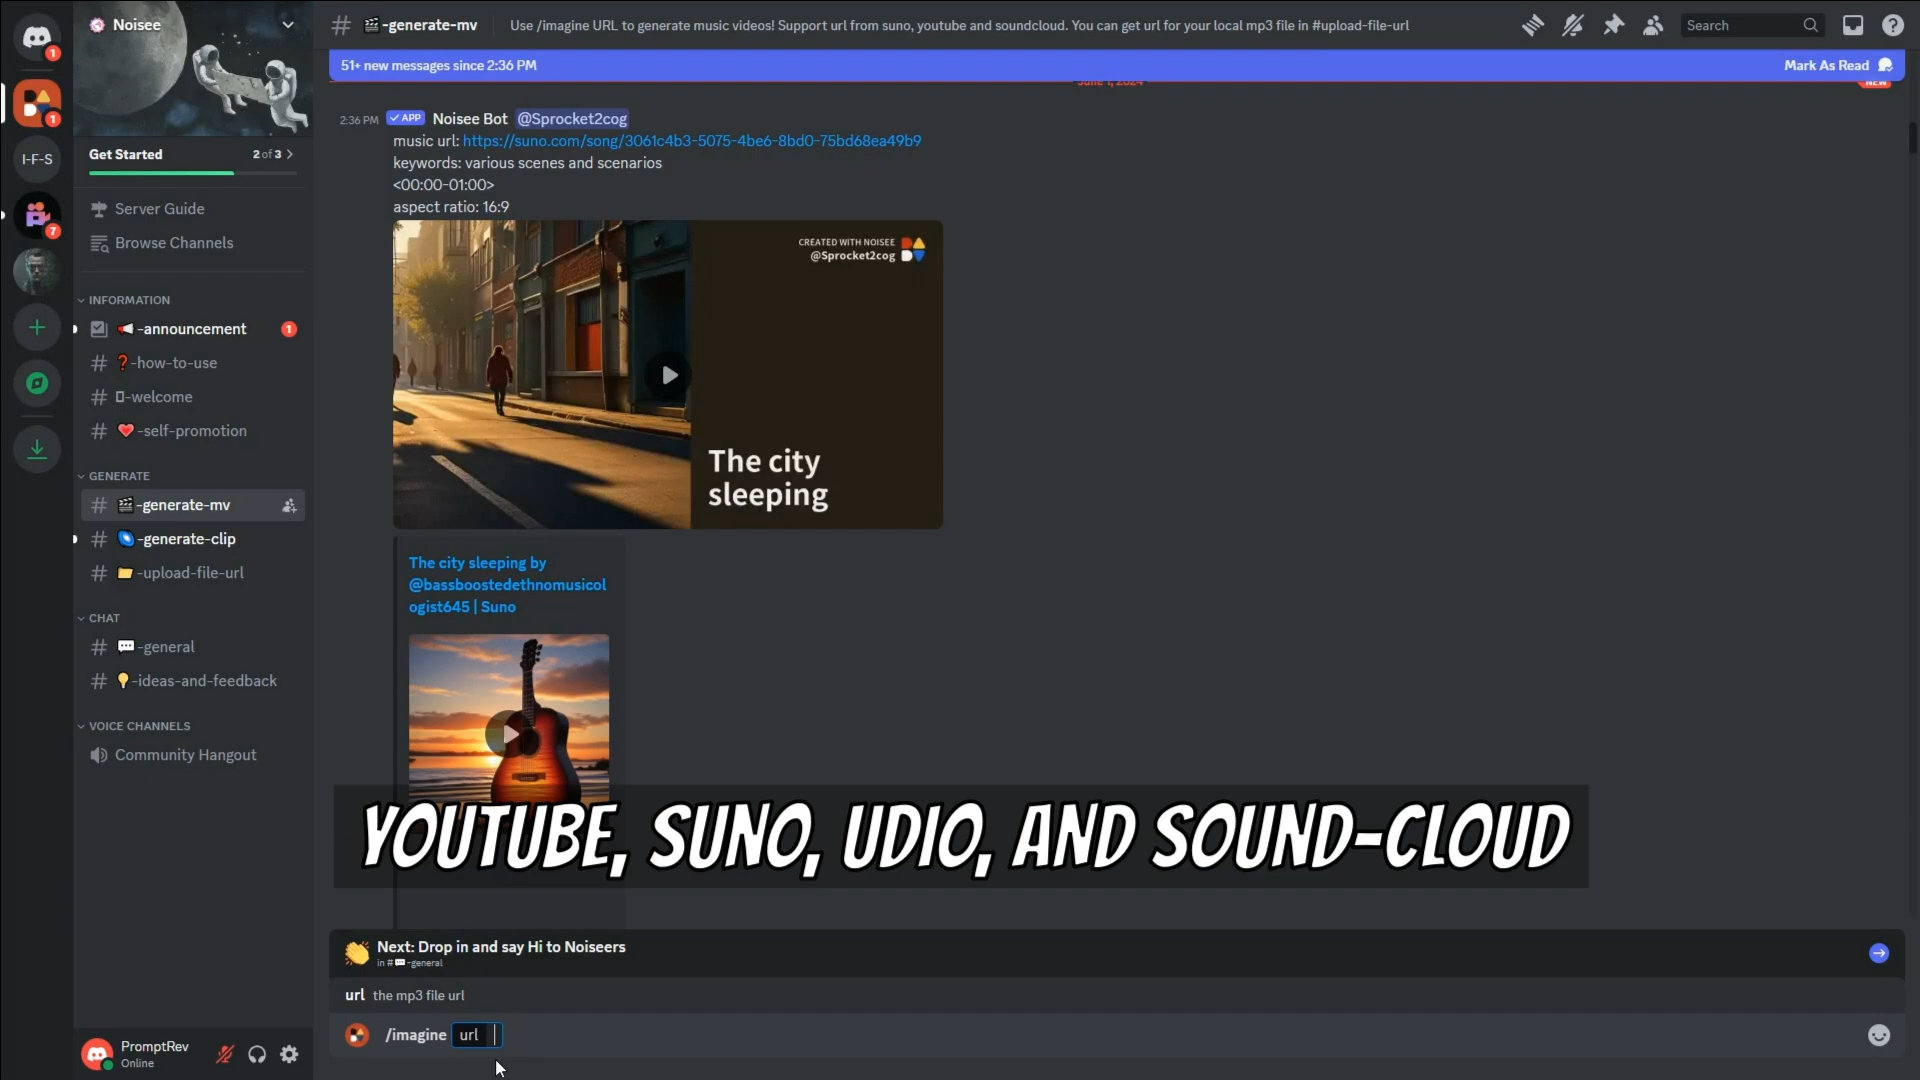 Noisee
Get Started
2 of 3
I-F-S
Server Guide
Browse Channels
INFORMATION
-announcement
1
-how-to-use
-welcome
-self-promotion
GENERATE
-generate-mv
-generate-clip
-upload-file-url
CHAT
-general
-ideas-and-feedback
VOICE CHANNELS
Community Hangout
PromptRev
Online
1
1
7
-generate-mv
Use /imagine URL to generate music videos! Support url from suno, youtube and soundcloud. You can get url for your local mp3 file in #upload-file-url
Search
51+ new messages since 2:36 PM
Mark As Read
June 1, 2024
NEW
2:36 PM APP Noisee Bot @Sprocket2cog
music url: https://suno.com/song/3061c4b3-5075-4be6-8bd0-75bd68ea49b9
keywords: various scenes and scenarios
<00:00-01:00>
aspect ratio: 16:9
CREATED WITH NOISEE
@Sprocket2cog
The city
sleeping
The city sleeping by
@bassboostedethnomusicol
ogist645 | Suno
YOUTUBE, SUNO, UDIO, AND SOUND-CLOUD
Next: Drop in and say Hi to Noiseers
in # -general
url the mp3 file url
/imagine url